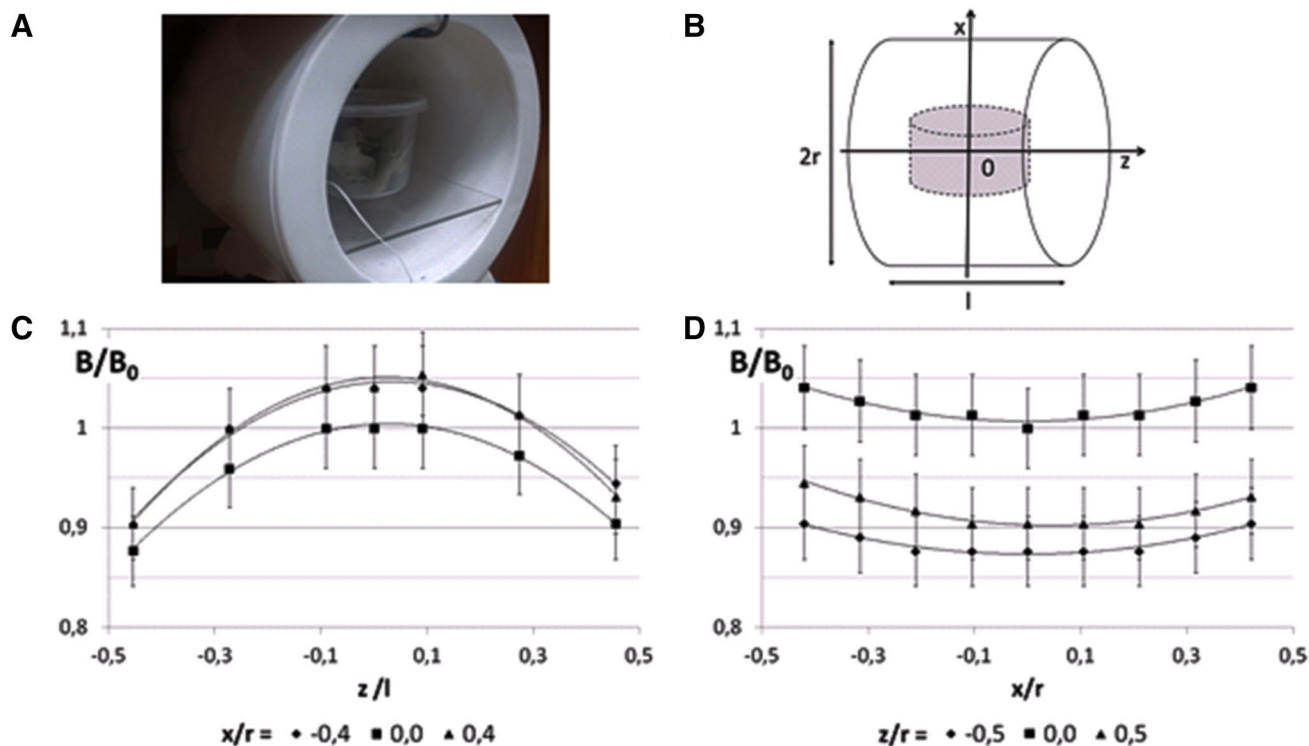 A
B
x
2r
0
z
l
C
1,1
B/B₀
1
0,9
0,8
-0,5 -0,3 -0,1 0,1 0,3 0,5
z /l
x/r = -0,4 0,0 0,4
D
1,1
B/B₀
1
0,9
0,8
-0,5 -0,3 -0,1 0,1 0,3 0,5
x/r
z/r = -0,5 0,0 0,5